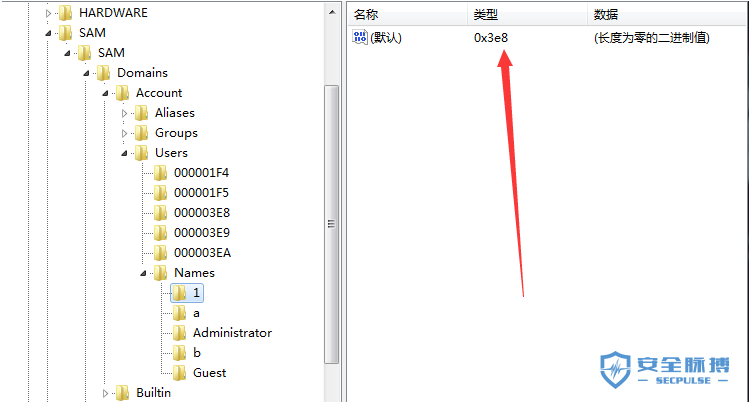 HARDWARE
SAM
SAM
Domains
Account
Aliases
Groups
Users
000001F4
000001F5
000003E8
000003E9
000003EA
Names
1
a
Administrator
b
Guest
Builtin
名称 类型 数据
(默认) 0x3e8 (长度为零的二进制值)
安全脉搏
SECPULSE